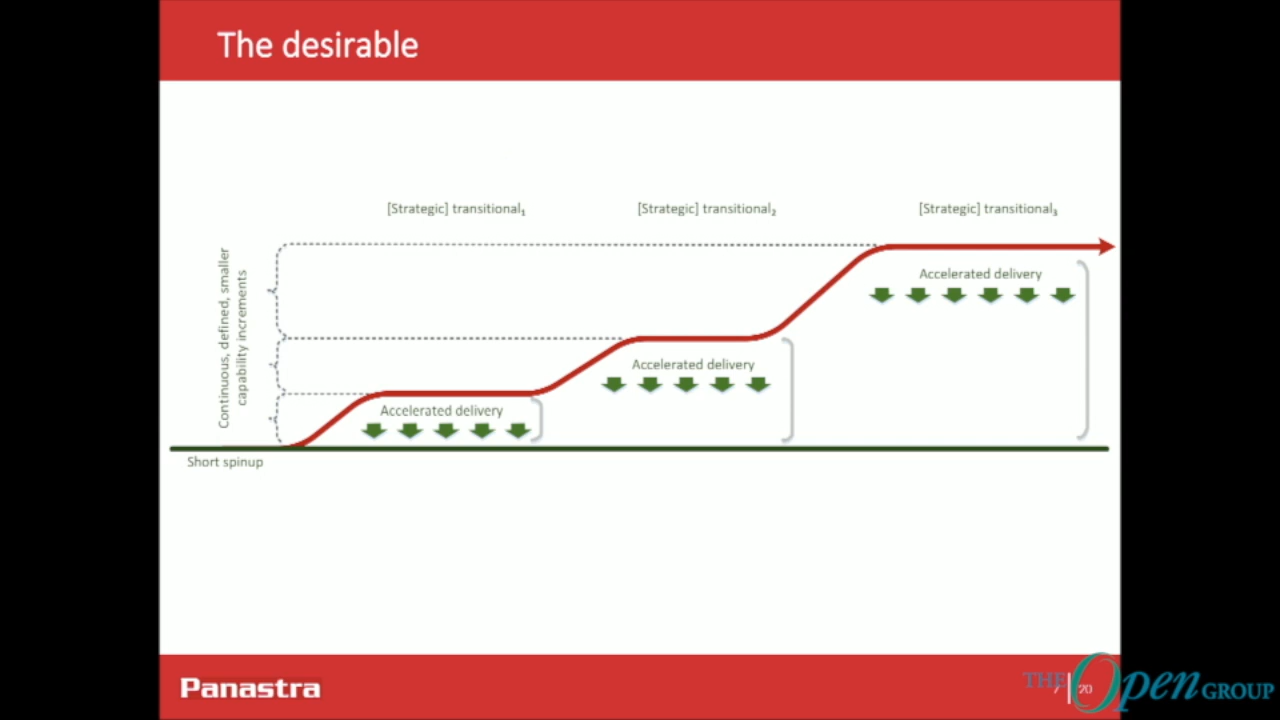 The desirable
[Strategic] transitional₁
[Strategic] transitional₂
[Strategic] transitional₃
Continuous, defined, smaller
capability increments
Accelerated delivery
Accelerated delivery
Accelerated delivery
Short spinup
Panastra
THE Open GROUP